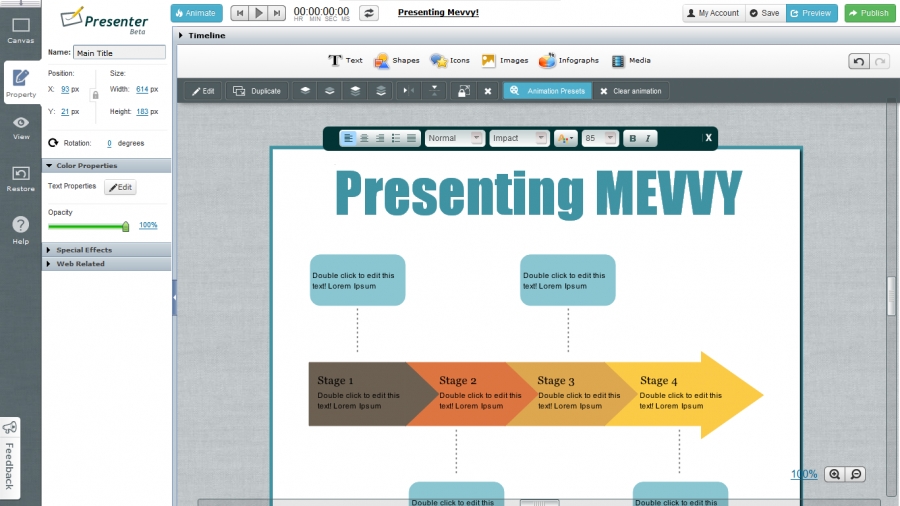 Presenter
Beta
Animate
00:00:00:00
HR MIN SEC MS
Presenting Mevvy!
My Account
Save
Preview
Publish
Canvas
Property
View
Restore
Help
Feedback
Name: Main Title
Position: Size:
X: 93 px Width: 614 px
Y: 21 px Height: 183 px
Rotation: 0 degrees
Color Properties
Text Properties Edit
Opacity
100%
Special Effects
Web Related
Timeline
Text Shapes Icons Images Infographs Media
Edit Duplicate Animation Presets Clear animation
Normal Impact 85 B I X
Presenting MEVVY
Double click to edit this
text! Lorem Ipsum
Double click to edit this
text! Lorem Ipsum
Stage 1
Double click to edit this
text! Lorem Ipsum
Stage 2
Double click to edit this
text! Lorem Ipsum
Stage 3
Double click to edit this
text! Lorem Ipsum
Stage 4
Double click to edit this
text! Lorem Ipsum
Double click to edit this
Double click to edit this
100%